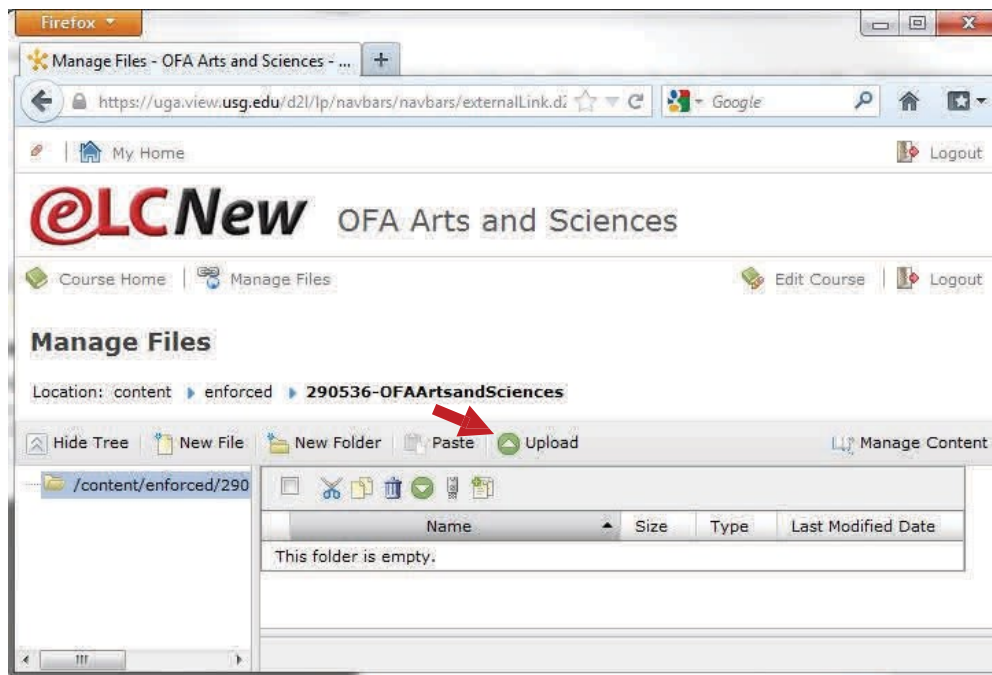 Firefox
Manage Files - OFA Arts and Sciences - ...
https://uga.view.usg.edu/d2l/lp/navbars/navbars/externalLink.d2 Google
My Home Logout
eLCNew OFA Arts and Sciences
Course Home Manage Files Edit Course Logout
Manage Files
Location: content enforced 290536-OFAArtsandSciences
Hide Tree New File New Folder Paste Upload Manage Content
/content/enforced/290
Name Size Type Last Modified Date
This folder is empty.